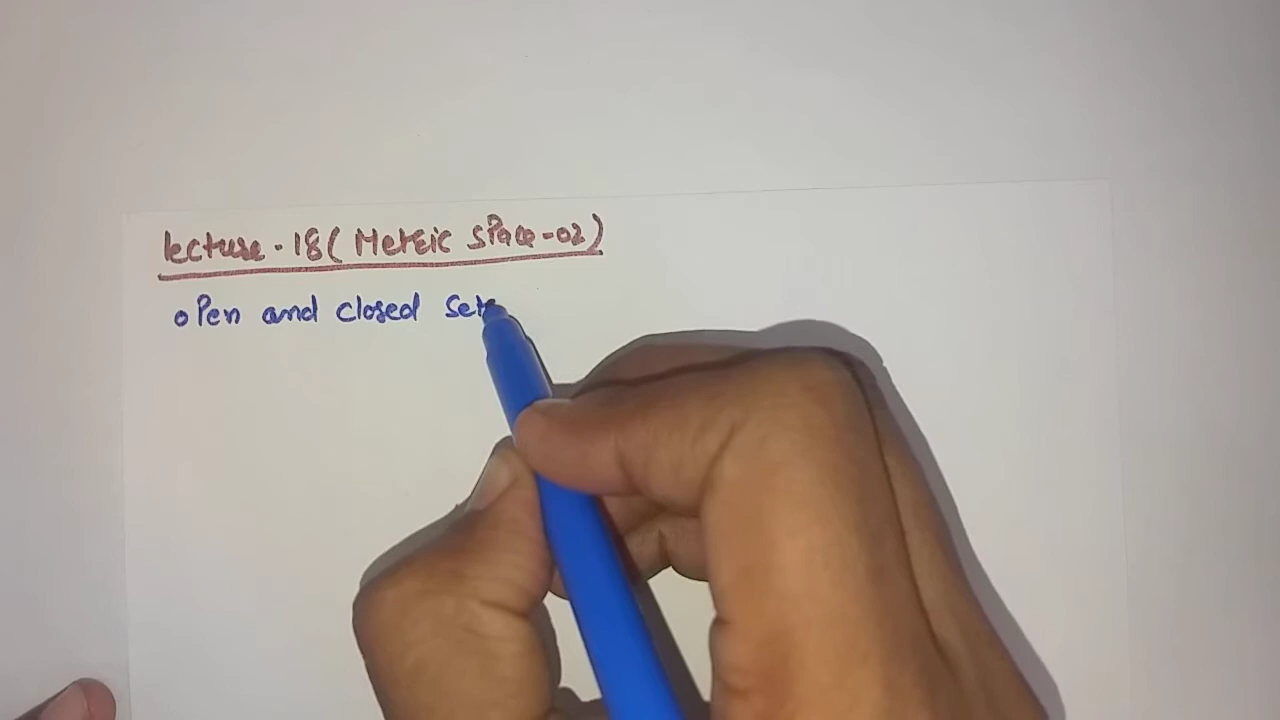 Lecture - 18 ( Metric space - 02 )
open and closed sets